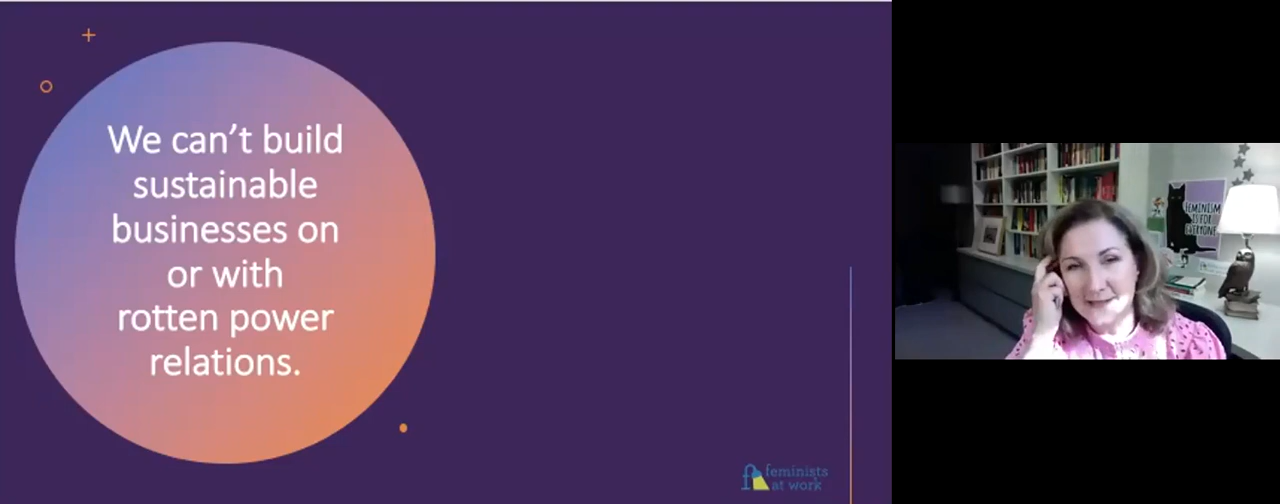 We can't build
sustainable
businesses on
or with
rotten power
relations.
feminists
at work
FEMINISM
IS FOR
EVERYONE